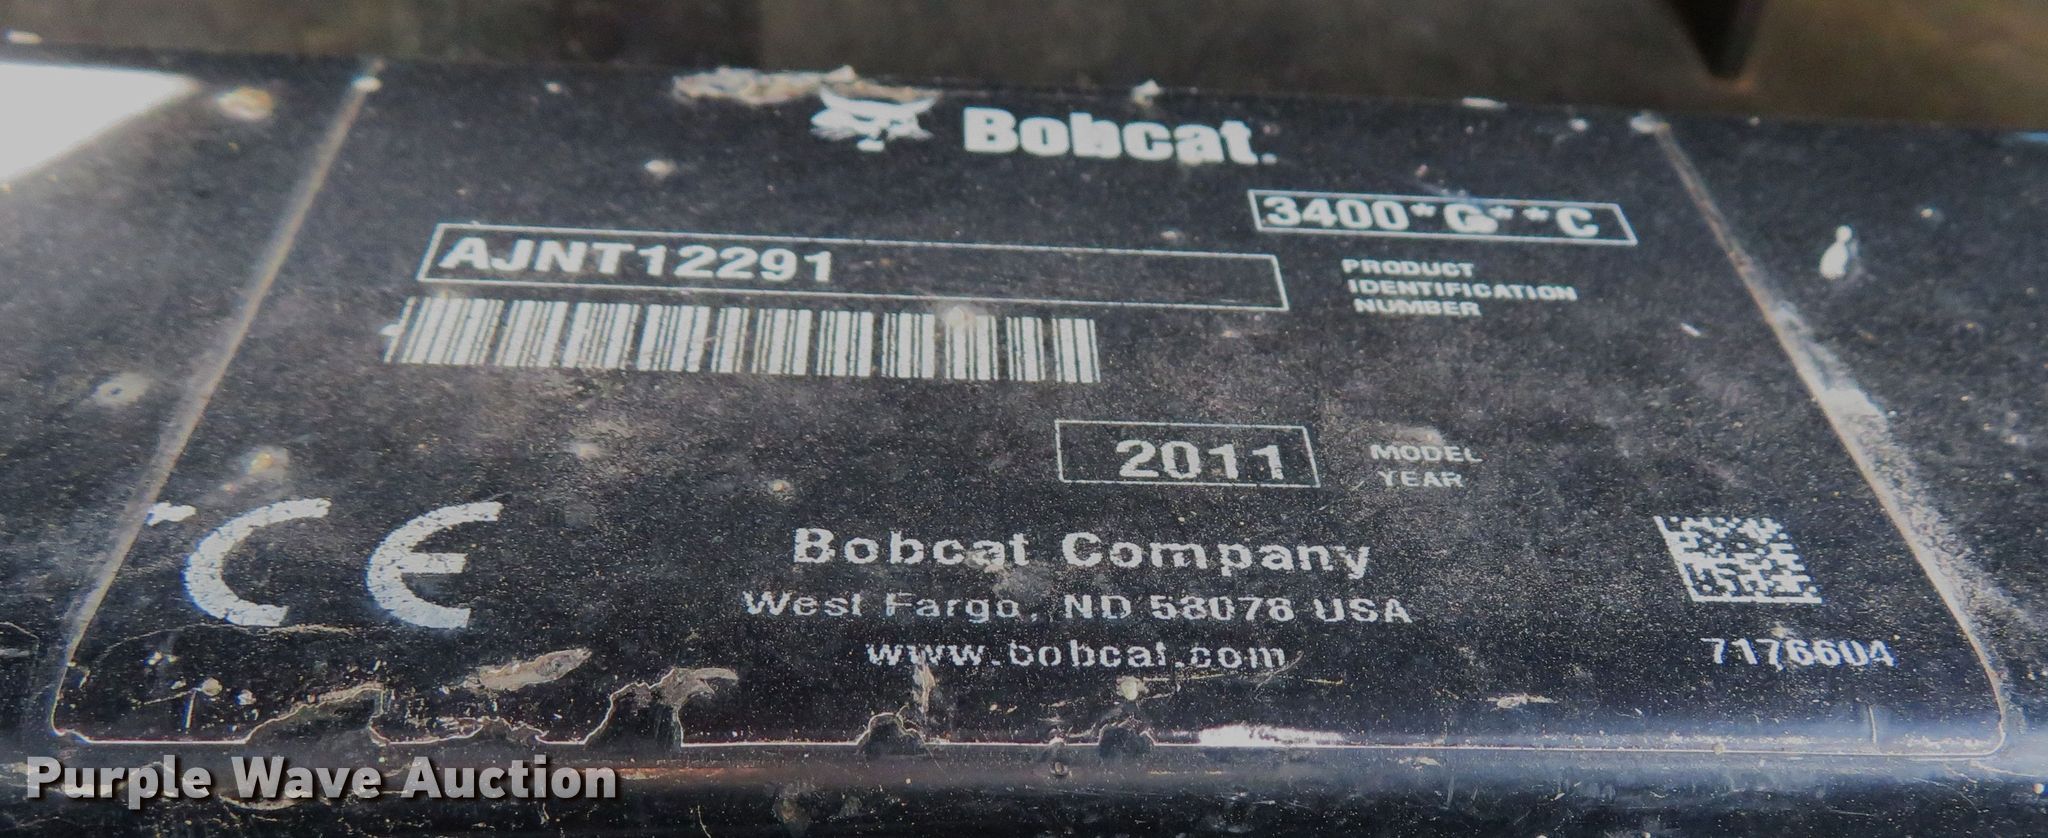 Bobcat.
3400*G**C
AJNT12291
PRODUCT
IDENTIFICATION
NUMBER
2011
MODEL
YEAR
CE
Bobcat Company
West Fargo, ND 58078 USA
www.bobcat.com
7176604
Purple Wave Auction